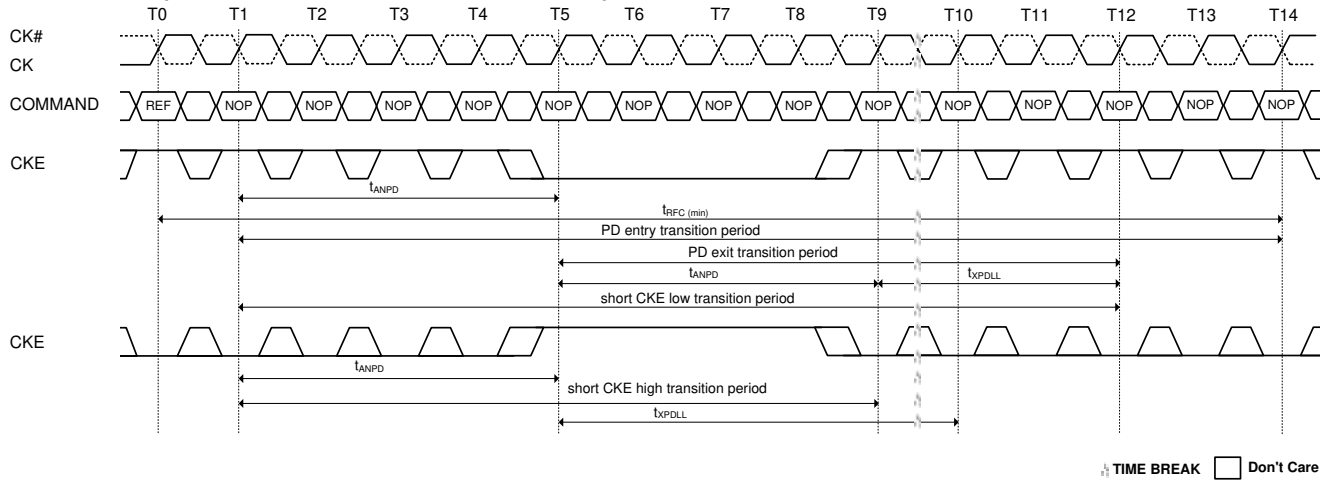 T0 T1 T2 T3 T4 T5 T6 T7 T8 T9 T10 T11 T12 T13 T14
CK#
CK
COMMAND REF NOP NOP NOP NOP NOP NOP NOP NOP NOP NOP NOP NOP NOP NOP
CKE
tANPD
tRFC (min)
PD entry transition period
PD exit transition period
tANPD tXPDLL
short CKE low transition period
CKE
tANPD
short CKE high transition period
tXPDLL
TIME BREAK Don't Care